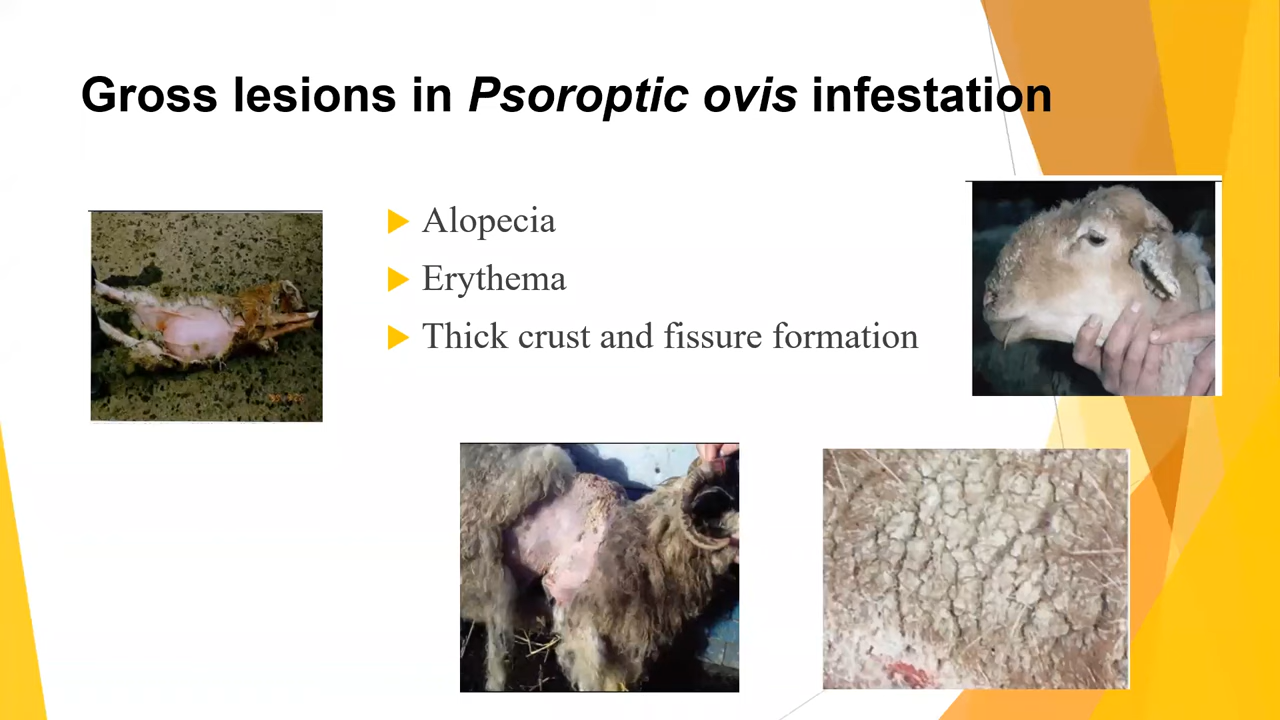 Gross lesions in Psoroptic ovis infestation
Alopecia
Erythema
Thick crust and fissure formation